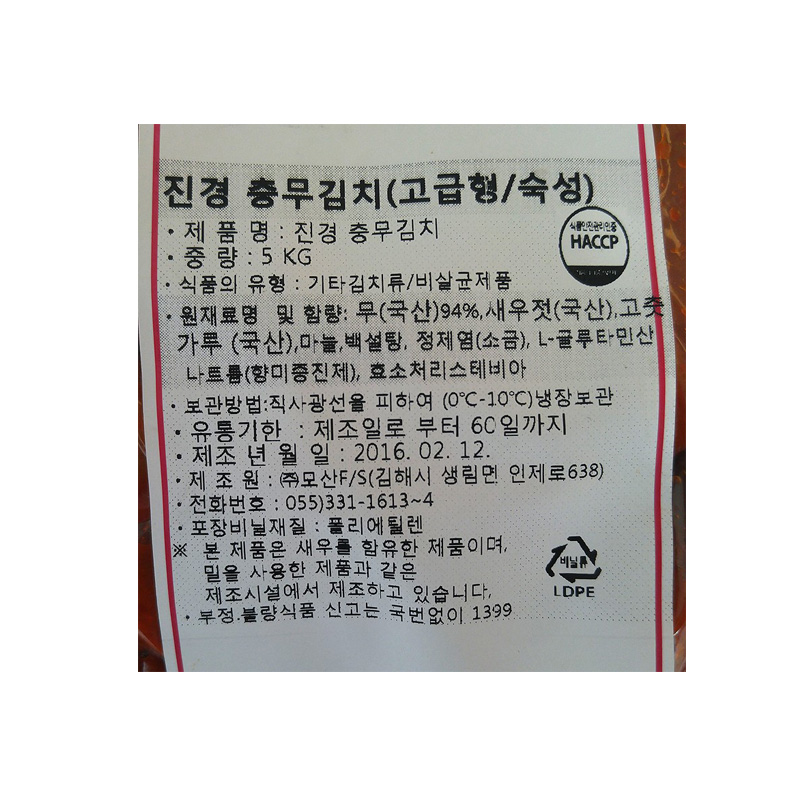 진경 충무김치(고급형/숙성)
식품안전관리인증
HACCP
· 제 품 명 : 진경 충무김치
· 중 량 : 5 KG
· 식품의 유형 : 기타김치류/비살균제품
· 원재료명 및 함량: 무(국산)94%,새우젓(국산),고춧
가루 (국산),마늘,백설탕, 정제염(소금), L-글루타민산
나트륨(향미증진제), 효소처리스테비아
· 보관방법:직사광선을 피하여 (0℃-10℃)냉장보관
· 유통기한 : 제조일로 부터 60일까지
· 제조 년 월 일 : 2016. 02. 12.
· 제 조 원 : ㈜모산F/S(김해시 생림면 인제로638)
· 전화번호 : 055)331-1613~4
· 포장비닐재질 : 폴리에틸렌
※ 본 제품은 새우를 함유한 제품이며,
밀을 사용한 제품과 같은
제조시설에서 제조하고 있습니다.
· 부정.불량식품 신고는 국번없이 1399
비닐류
LDPE